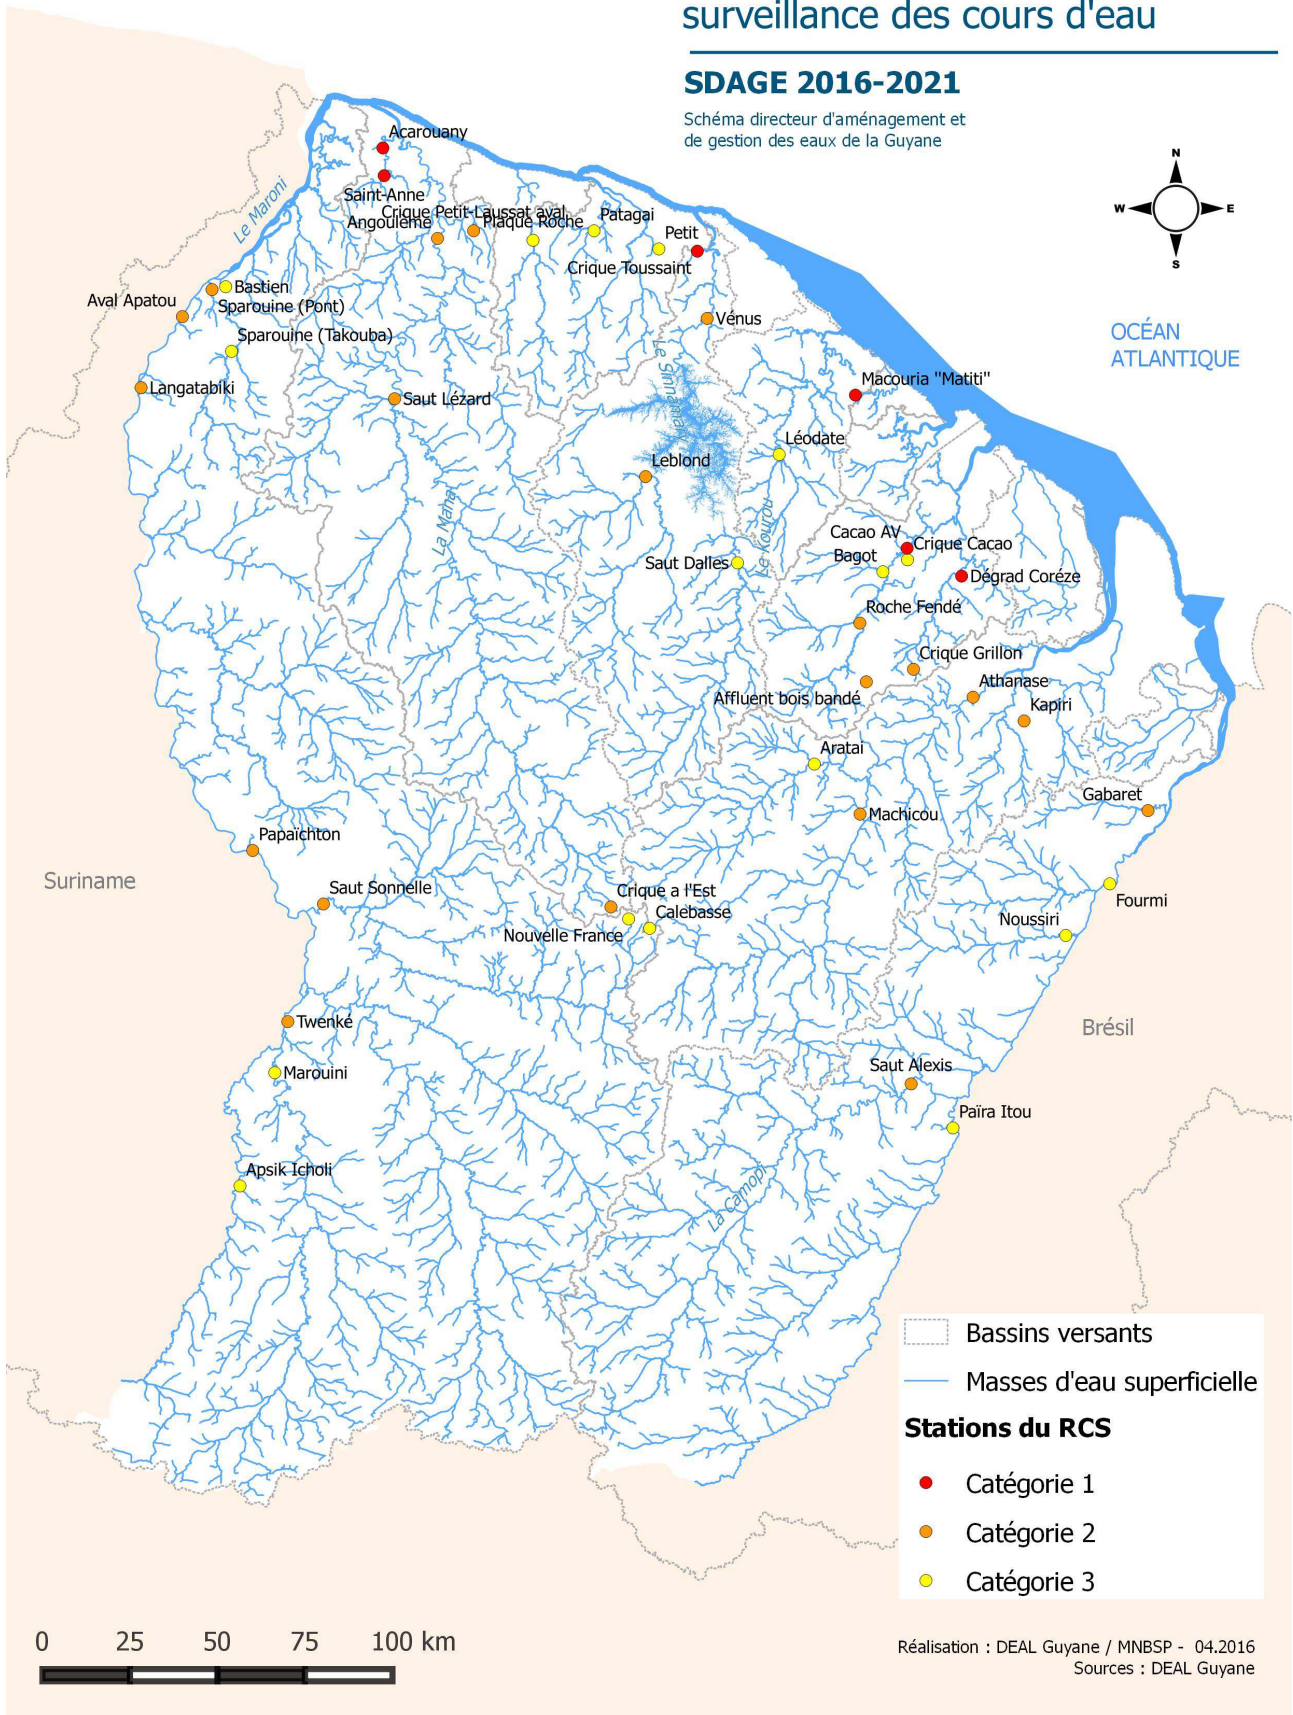 surveillance des cours d'eau
SDAGE 2016-2021
Schéma directeur d'aménagement et
de gestion des eaux de la Guyane
N
W
E
S
Acarouany
Saint-Anne
Le Maroni
Crique Petit-Laussat aval
Angoulème
Plaque Roche
Patagai
Petit
Crique Toussaint
Bastien
Aval Apatou
Sparouine (Pont)
Vénus
OCÉAN
ATLANTIQUE
Sparouine (Takouba)
La Sinnamary
Langatabiki
Saut Lézard
Macouria "Matiti"
Léodate
Leblond
La Mana
Le Kourou
Cacao AV
Crique Cacao
Bagot
Saut Dalles
Dégrad Coréze
Roche Fendé
Crique Grillon
Athanase
Affluent bois bandé
Kapiri
Aratai
Gabaret
Machicou
Papaïchton
Suriname
Saut Sonnelle
Crique a l'Est
Calebasse
Nouvelle France
Fourmi
Noussiri
Twenké
Brésil
Marouini
Saut Alexis
Païra Itou
Apsik Icholi
La Camopi
Bassins versants
Masses d'eau superficielle
Stations du RCS
Catégorie 1
Catégorie 2
Catégorie 3
0 25 50 75 100 km
Réalisation : DEAL Guyane / MNBSP - 04.2016
Sources : DEAL Guyane